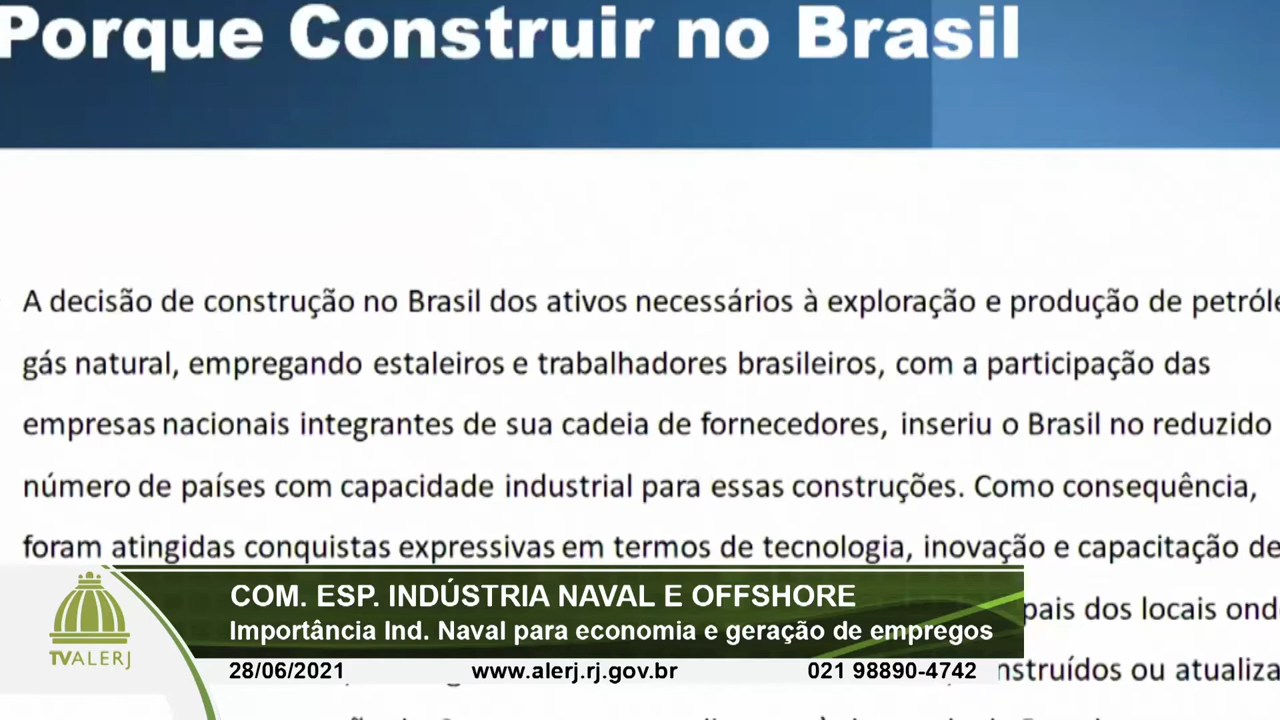 Porque Construir no Brasil
A decisão de construção no Brasil dos ativos necessários à exploração e produção de petróle
gás natural, empregando estaleiros e trabalhadores brasileiros, com a participação das
empresas nacionais integrantes de sua cadeia de fornecedores, inseriu o Brasil no reduzido
número de países com capacidade industrial para essas construções. Como consequência,
foram atingidas conquistas expressivas em termos de tecnologia, inovação e capacitação de
pais dos locais ond
nstruídos ou atualiza
COM. ESP. INDÚSTRIA NAVAL E OFFSHORE
Importância Ind. Naval para economia e geração de empregos
28/06/2021 www.alerj.rj.gov.br 021 98890-4742
TVALERJ